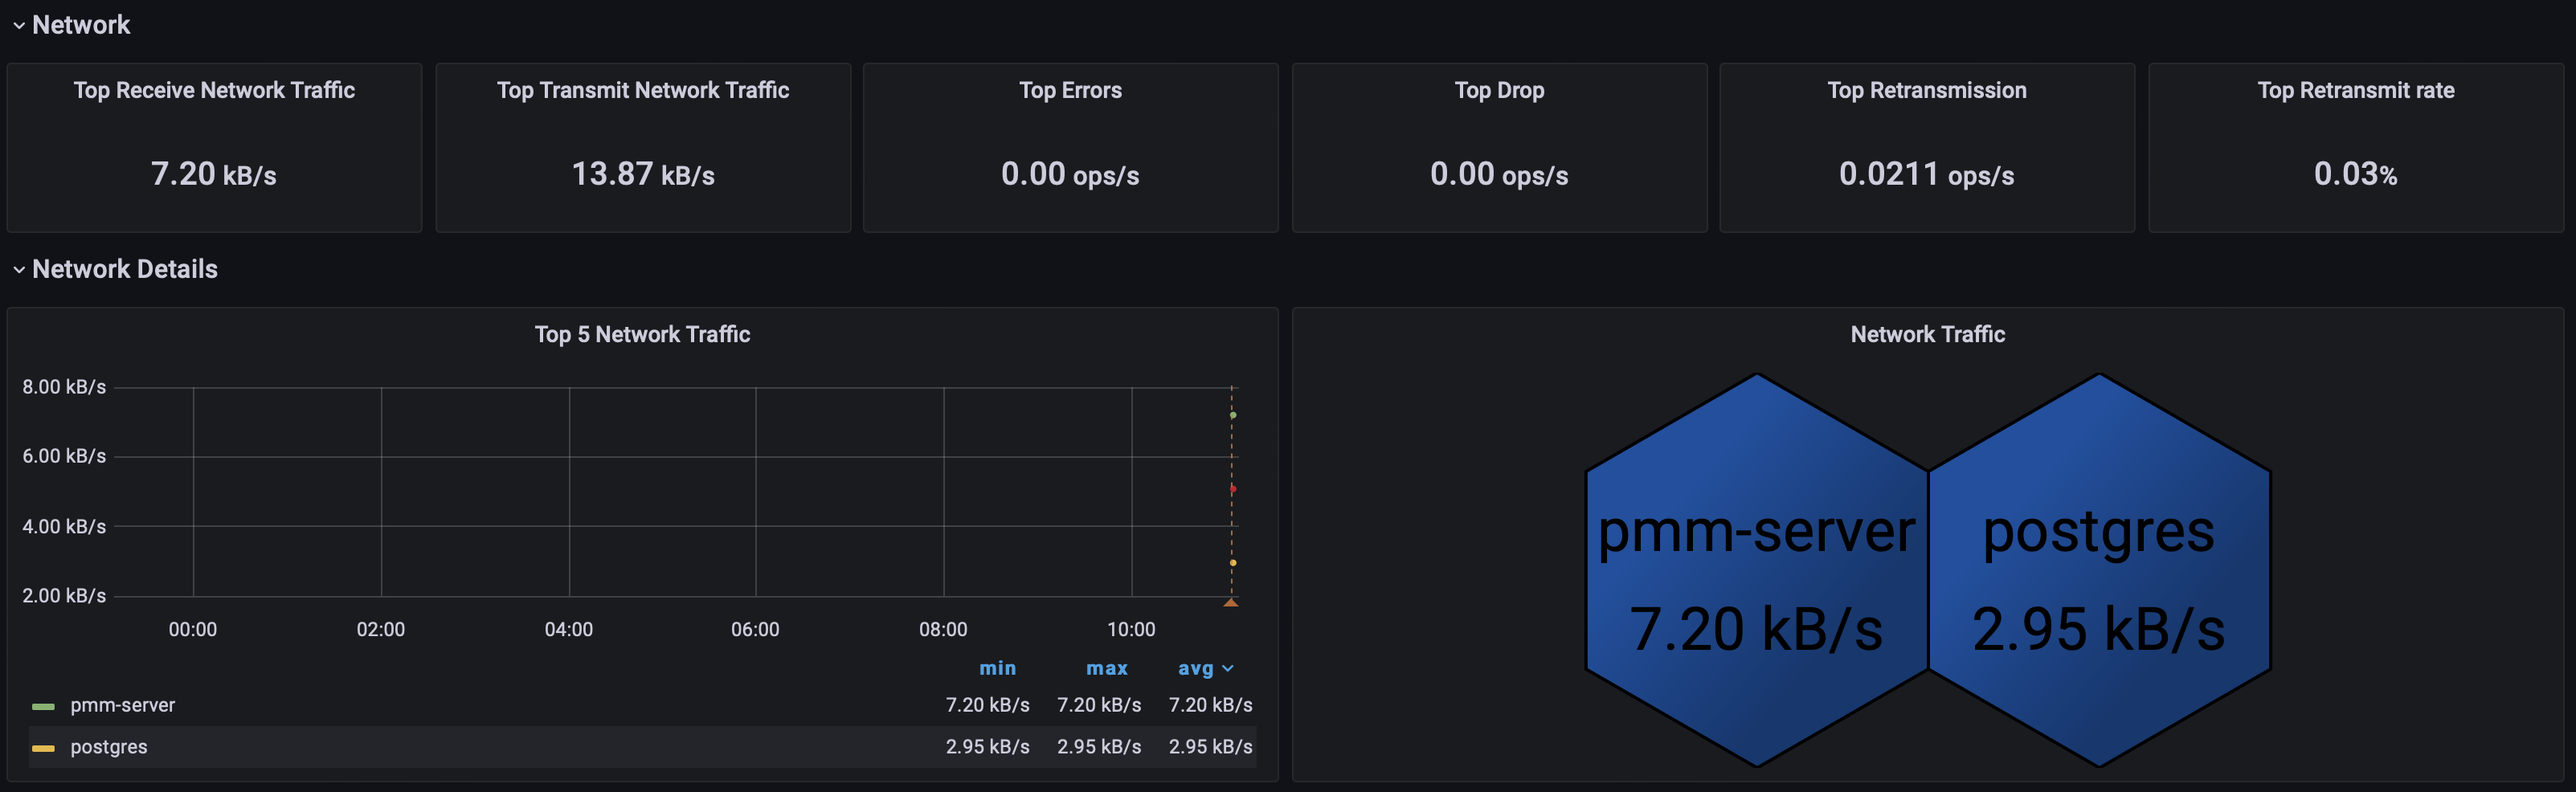 Network
Top Receive Network Traffic
7.20 kB/s
Top Transmit Network Traffic
13.87 kB/s
Top Errors
0.00 ops/s
Top Drop
0.00 ops/s
Top Retransmission
0.0211 ops/s
Top Retransmit rate
0.03%
Network Details
Top 5 Network Traffic
8.00 kB/s
6.00 kB/s
4.00 kB/s
2.00 kB/s
00:00 02:00 04:00 06:00 08:00 10:00
min max avg
pmm-server 7.20 kB/s 7.20 kB/s 7.20 kB/s
postgres 2.95 kB/s 2.95 kB/s 2.95 kB/s
Network Traffic
pmm-server
7.20 kB/s
postgres
2.95 kB/s